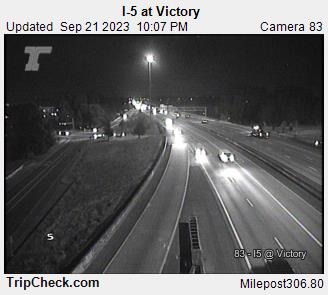 I-5 at Victory
Updated Sep 21 2023 10:07 PM Camera 83
T
S
83 - I5 @ Victory
TripCheck.com Milepost306.80